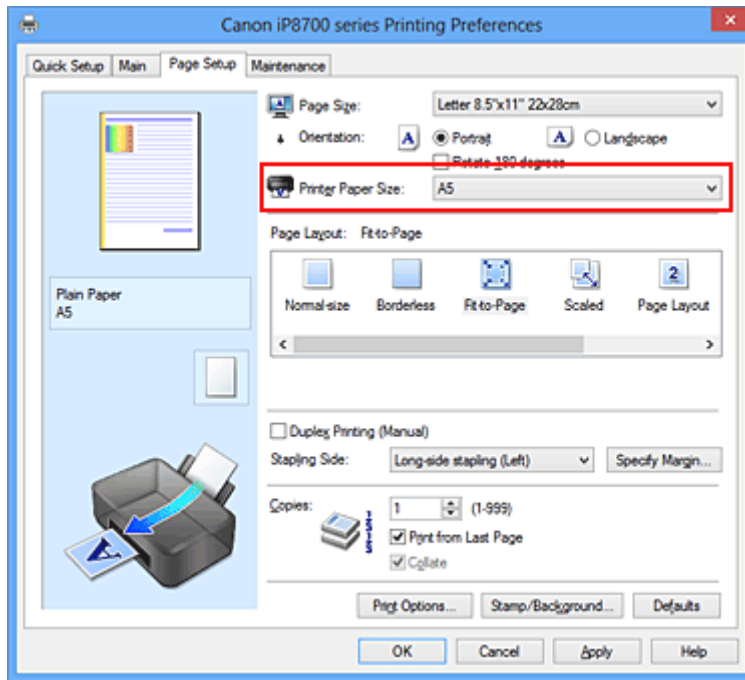 Canon iP8700 series Printing Preferences
Quick Setup Main Page Setup Maintenance
Page Size: Letter 8.5"x11" 22x28cm
Orientation: A Portrait A Landscape
Rotate 180 degrees
Printer Paper Size: A5
Page Layout: Fit-to-Page
Normal-size Borderless Fit-to-Page Scaled 2 Page Layout
Plain Paper
A5
Duplex Printing (Manual)
Stapling Side: Long-side stapling (Left) Specify Margin...
Copies: 1 (1-999)
Print from Last Page
Collate
Print Options... Stamp/Background... Defaults
OK Cancel Apply Help